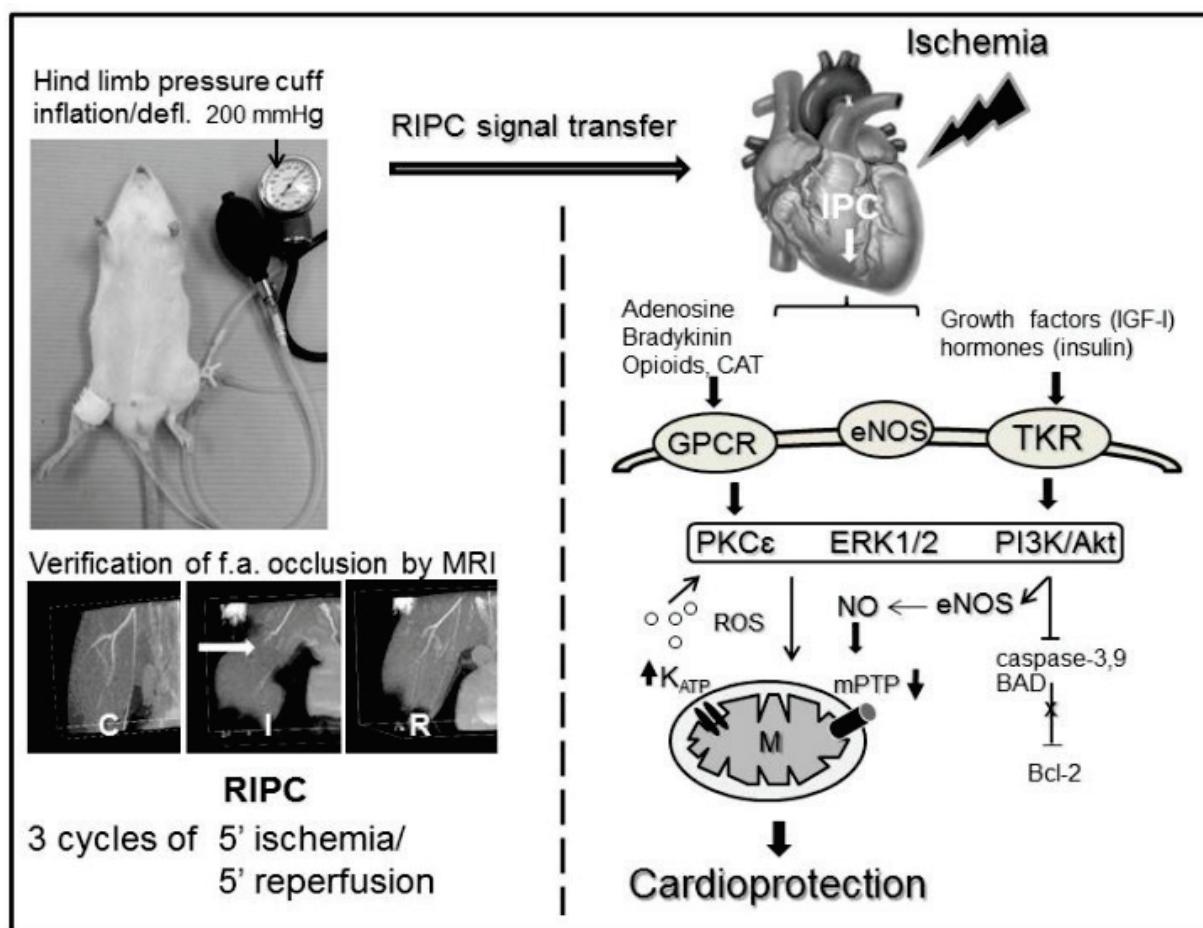 Hind limb pressure cuff
inflation/defl. 200 mmHg
Verification of f.a. occlusion by MRI
C
I
R
RIPC
3 cycles of 5’ ischemia/
5’ reperfusion
RIPC signal transfer
Ischemia
IPC
Adenosine
Bradykinin
Opioids, CAT
Growth factors (IGF-I)
hormones (insulin)
GPCR
eNOS
TKR
PKCε ERK1/2 PI3K/Akt
ROS
NO
eNOS
KATP
mPTP
caspase-3,9
BAD
x
Bcl-2
M
Cardioprotection